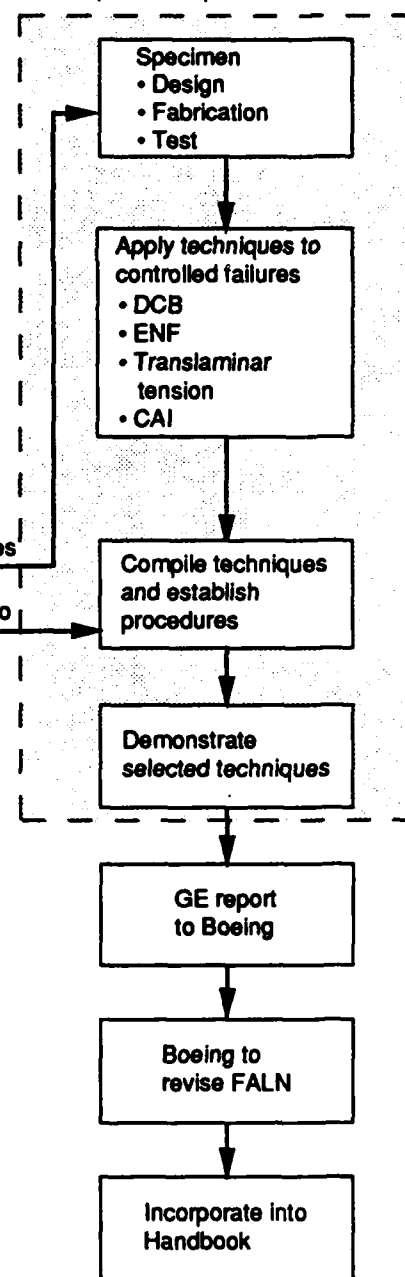 Specimen
• Design
• Fabrication
• Test
Apply techniques to
controlled failures
• DCB
• ENF
• Translaminar
tension
• CAI
Compile techniques
and establish
procedures
Demonstrate
selected techniques
GE report
to Boeing
Boeing to
revise FALN
Incorporate into
Handbook